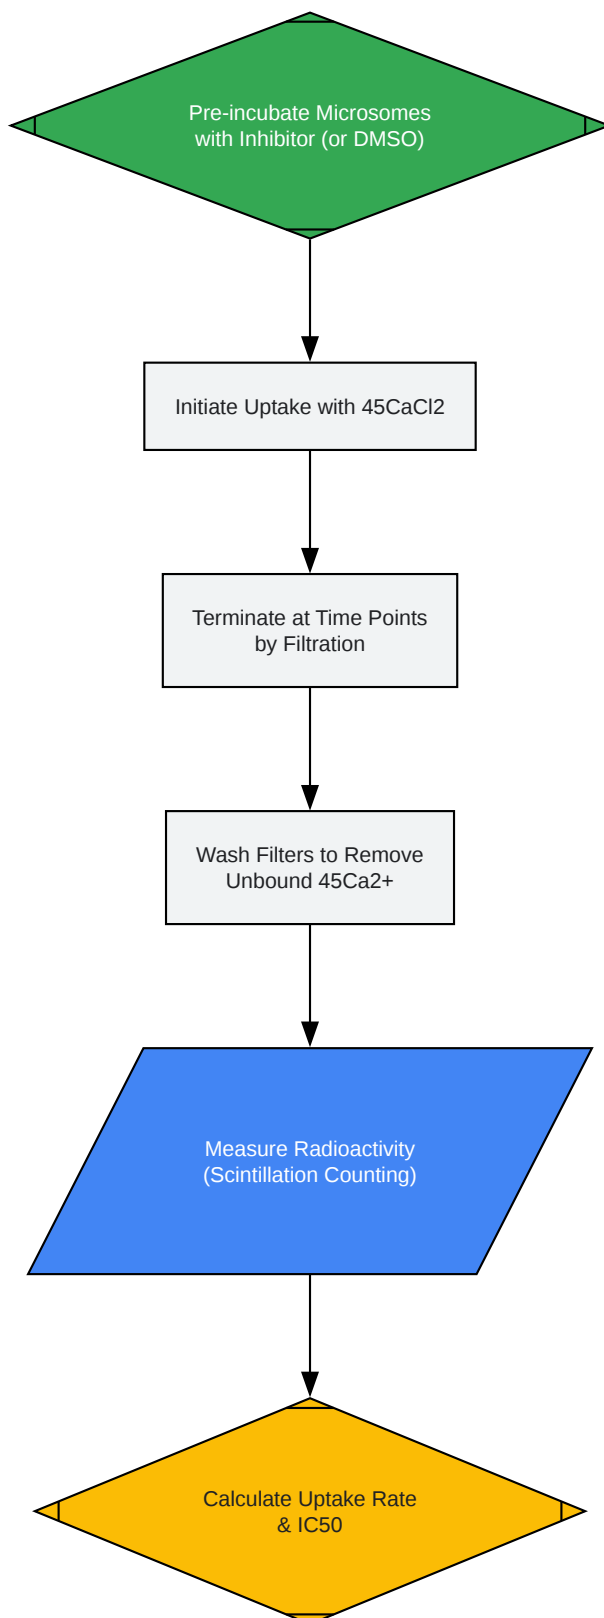 Pre-incubate Microsomes
with Inhibitor (or DMSO)
Initiate Uptake with 45CaCl2
Terminate at Time Points
by Filtration
Wash Filters to Remove
Unbound 45Ca2+
Measure Radioactivity
(Scintillation Counting)
Calculate Uptake Rate
& IC50